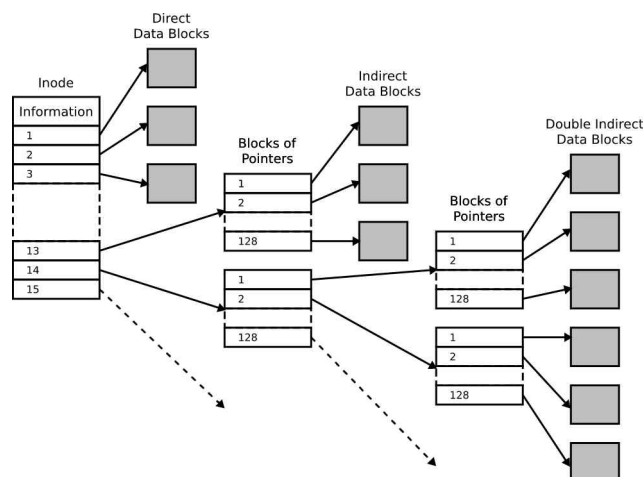 Direct
Data Blocks
Inode
Information
1
2
3
13
14
15
Indirect
Data Blocks
Blocks of
Pointers
1
2
128
1
2
128
Double Indirect
Data Blocks
Blocks of
Pointers
1
2
128
1
2
128